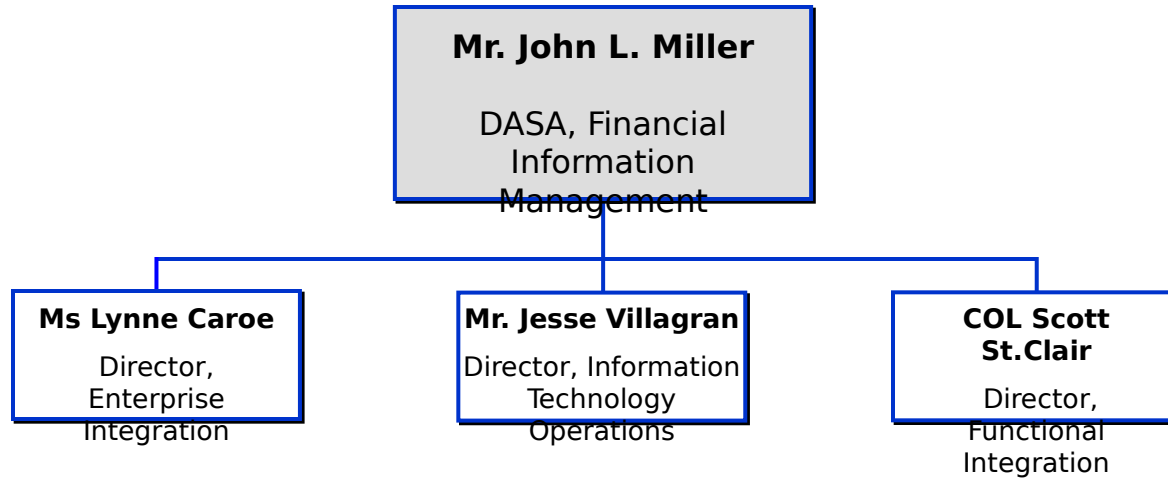 Mr. John L. Miller
DASA, Financial
Information
Management
Ms Lynne Caroe
Director,
Enterprise
Integration
Mr. Jesse Villagran
Director, Information
Technology
Operations
COL Scott
St.Clair
Director,
Functional
Integration